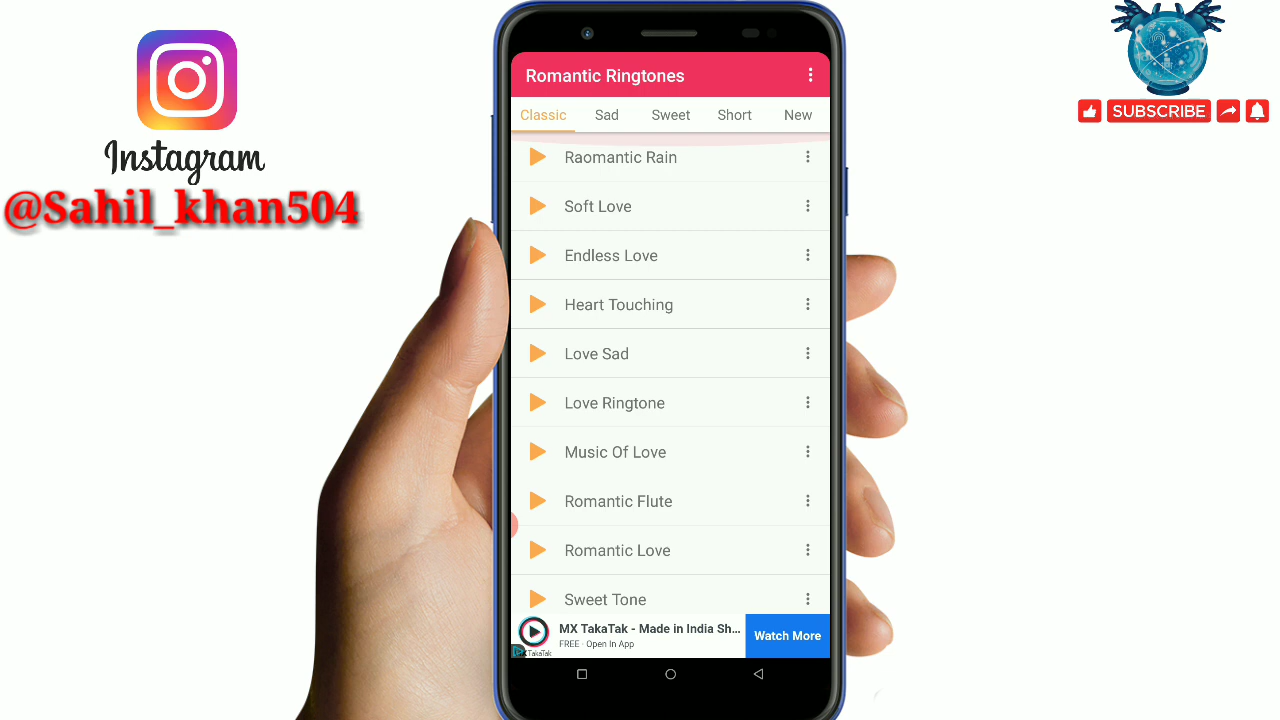 Instagram
@Sahil_khan504
SUBSCRIBE
Romantic Ringtones
Classic Sad Sweet Short New
Raomantic Rain
Soft Love
Endless Love
Heart Touching
Love Sad
Love Ringtone
Music Of Love
Romantic Flute
Romantic Love
Sweet Tone
MX TakaTak - Made in India Sh...
FREE · Open In App
Watch More
MX TakaTak